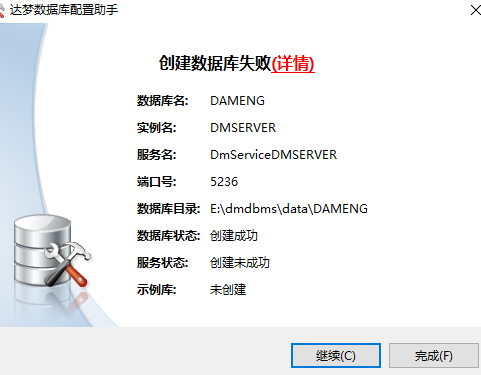 达梦数据库配置助手
创建数据库失败(详情)
数据库名: DAMENG
实例名: DMSERVER
服务名: DmServiceDMSERVER
端口号: 5236
数据库目录: E:\dmdbms\data\DAMENG
数据库状态: 创建成功
服务状态: 创建未成功
示例库: 未创建
继续(C) 完成(F)